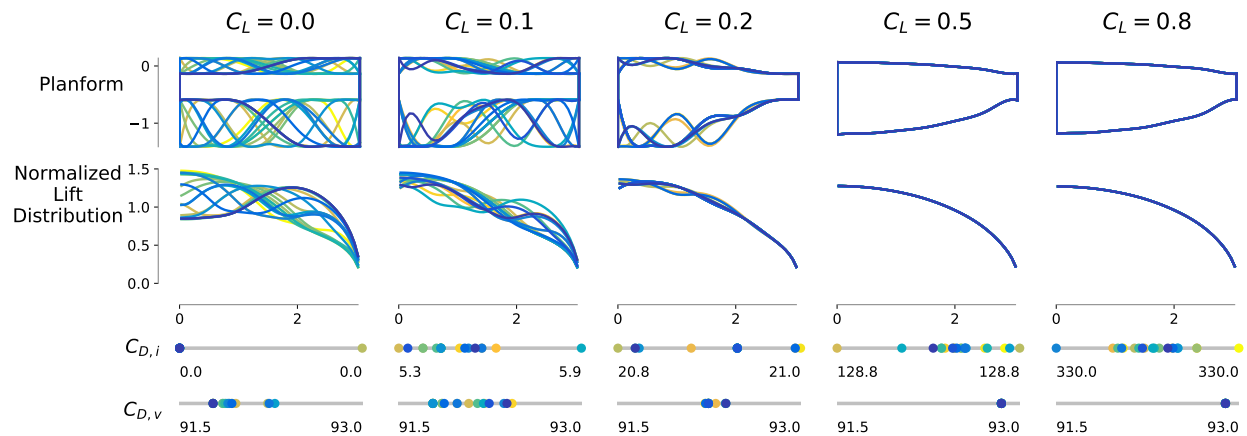 C_L = 0.0 C_L = 0.1 C_L = 0.2 C_L = 0.5 C_L = 0.8
Planform
0
−1
Normalized
Lift
Distribution
1.5
1.0
0.5
0.0
0 2 0 2 0 2 0 2 0 2
C_{D,i}
0.0 0.0 5.3 5.9 20.8 21.0 128.8 128.8 330.0 330.0
C_{D,v}
91.5 93.0 91.5 93.0 91.5 93.0 91.5 93.0 91.5 93.0